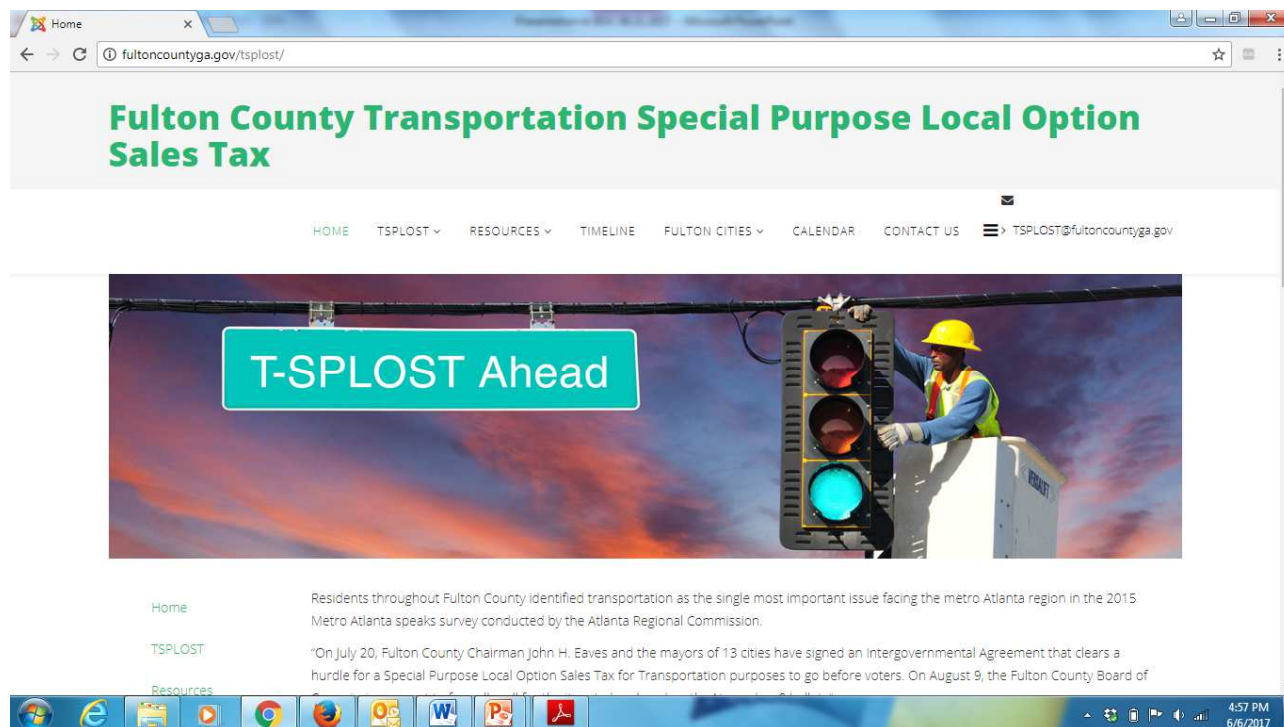 Home
fultoncountyga.gov/tsplost/
Fulton County Transportation Special Purpose Local Option
Sales Tax
HOME TSPLOST RESOURCES TIMELINE FULTON CITIES CALENDAR CONTACT US TSPLOST@fultoncountyga.gov
T-SPLOST Ahead
VERSALIFT
Home
TSPLOST
Resources
Residents throughout Fulton County identified transportation as the single most important issue facing the metro Atlanta region in the 2015
Metro Atlanta speaks survey conducted by the Atlanta Regional Commission.
“On July 20, Fulton County Chairman John H. Eaves and the mayors of 13 cities have signed an Intergovernmental Agreement that clears a
hurdle for a Special Purpose Local Option Sales Tax for Transportation purposes to go before voters. On August 9, the Fulton County Board of
4:57 PM